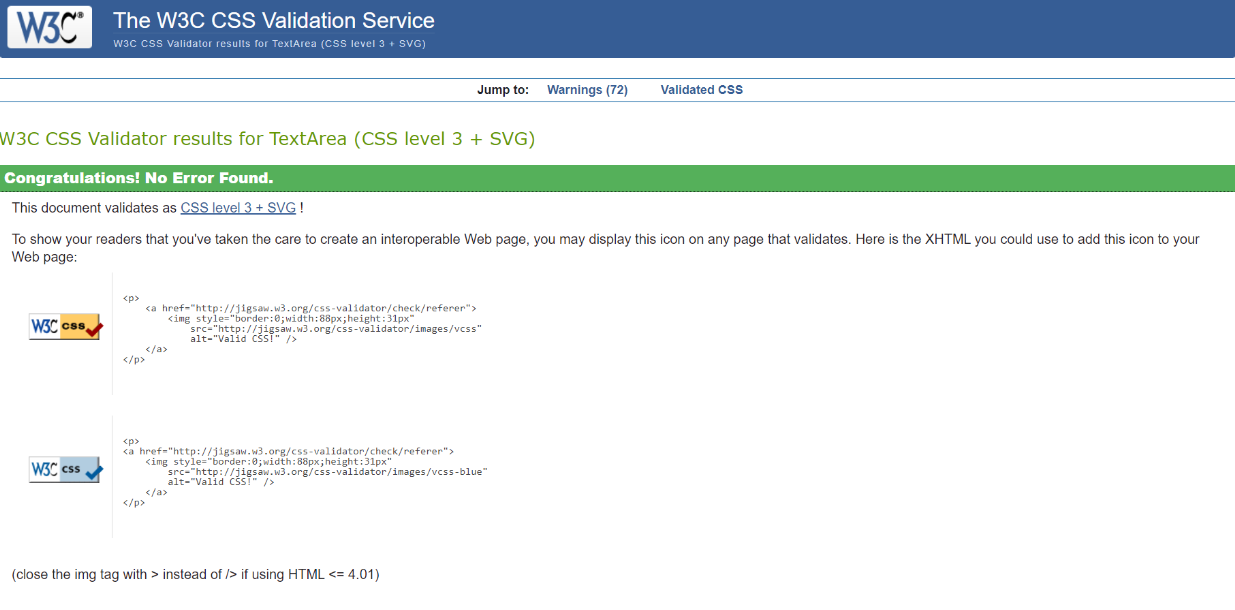 W3C®
The W3C CSS Validation Service
W3C CSS Validator results for TextArea (CSS level 3 + SVG)
Jump to: Warnings (72) Validated CSS
W3C CSS Validator results for TextArea (CSS level 3 + SVG)
Congratulations! No Error Found.
This document validates as CSS level 3 + SVG !
To show your readers that you've taken the care to create an interoperable Web page, you may display this icon on any page that validates. Here is the XHTML you could use to add this icon to your
Web page:
W3C css
<p>
<a href="http://jigsaw.w3.org/css-validator/check/referer">
<img style="border:0;width:88px;height:31px"
src="http://jigsaw.w3.org/css-validator/images/vcss"
alt="Valid CSS!" />
</a>
</p>
W3C css
<p>
<a href="http://jigsaw.w3.org/css-validator/check/referer">
<img style="border:0;width:88px;height:31px"
src="http://jigsaw.w3.org/css-validator/images/vcss-blue"
alt="Valid CSS!" />
</a>
</p>
(close the img tag with > instead of /> if using HTML <= 4.01)